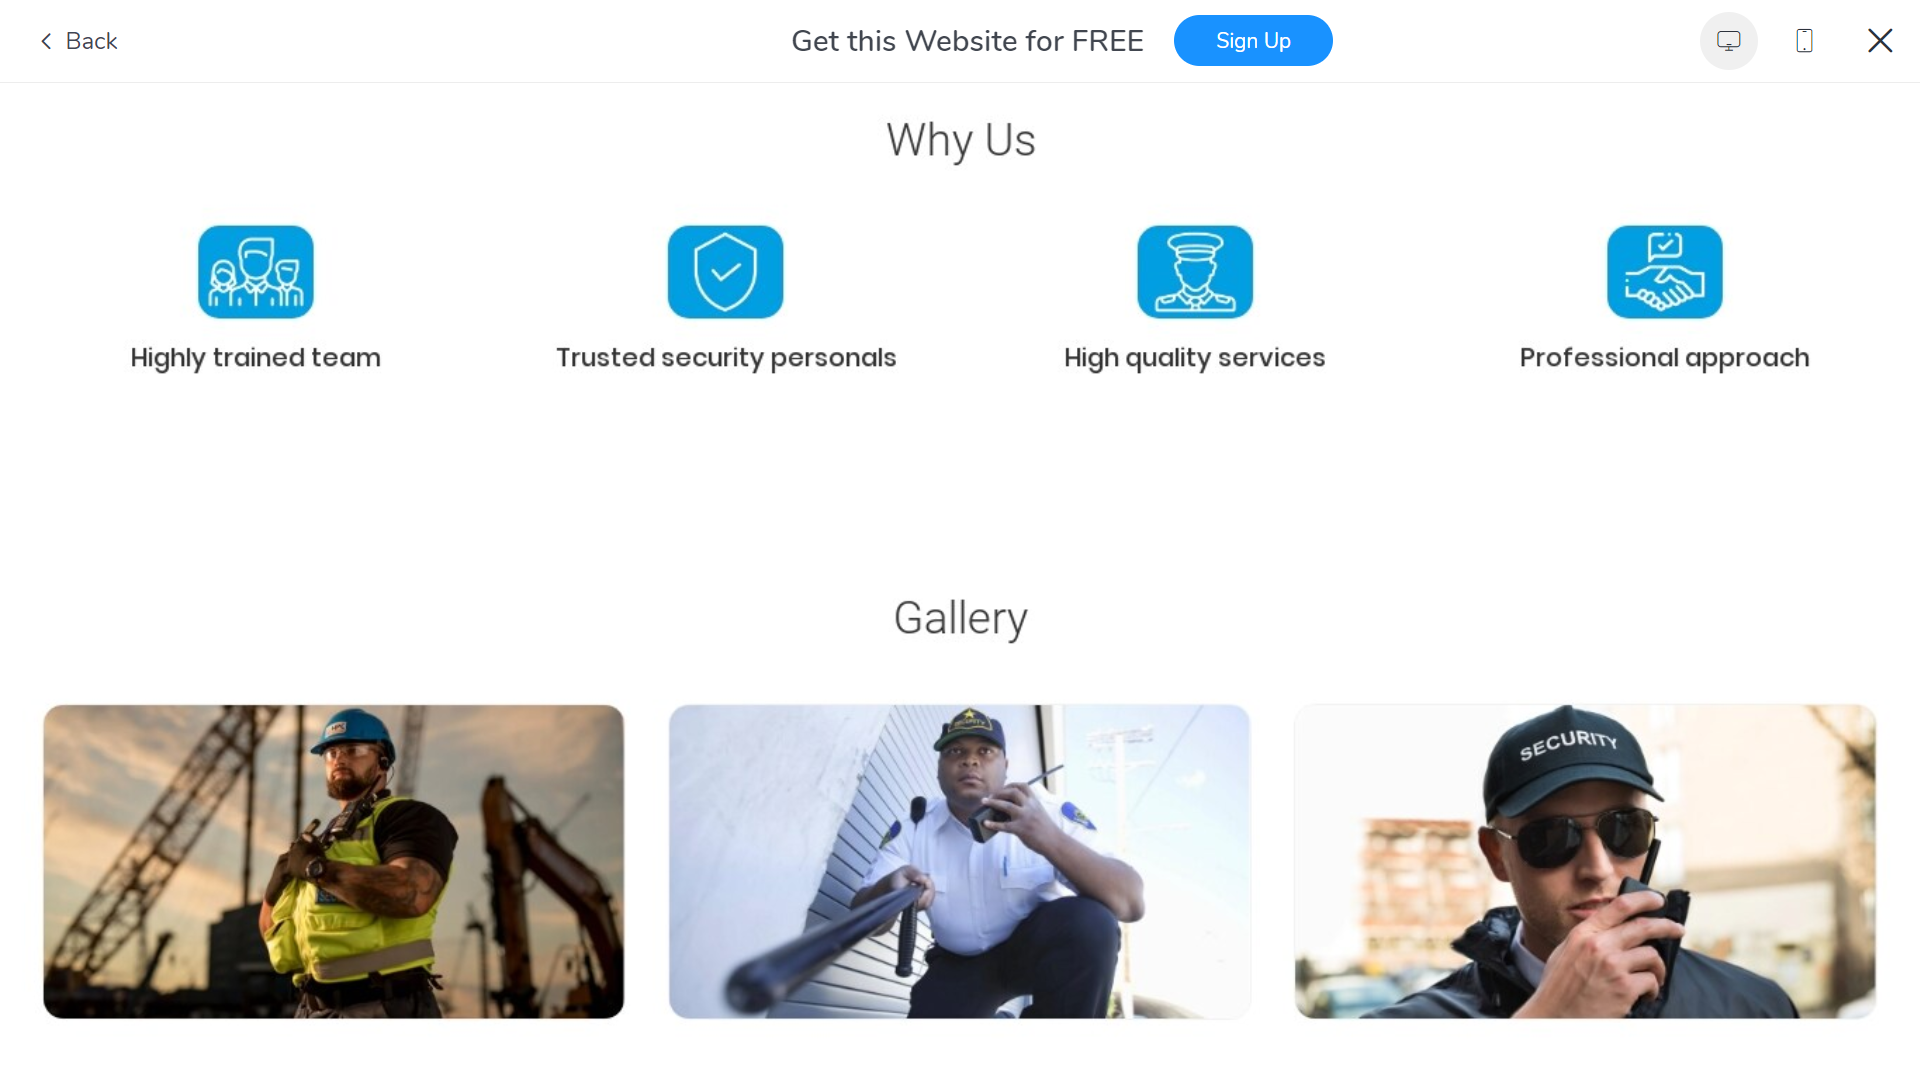 Back
Get this Website for FREE
Sign Up
Why Us
Highly trained team
Trusted security personals
High quality services
Professional approach
Gallery
SECURITY
SECURITY